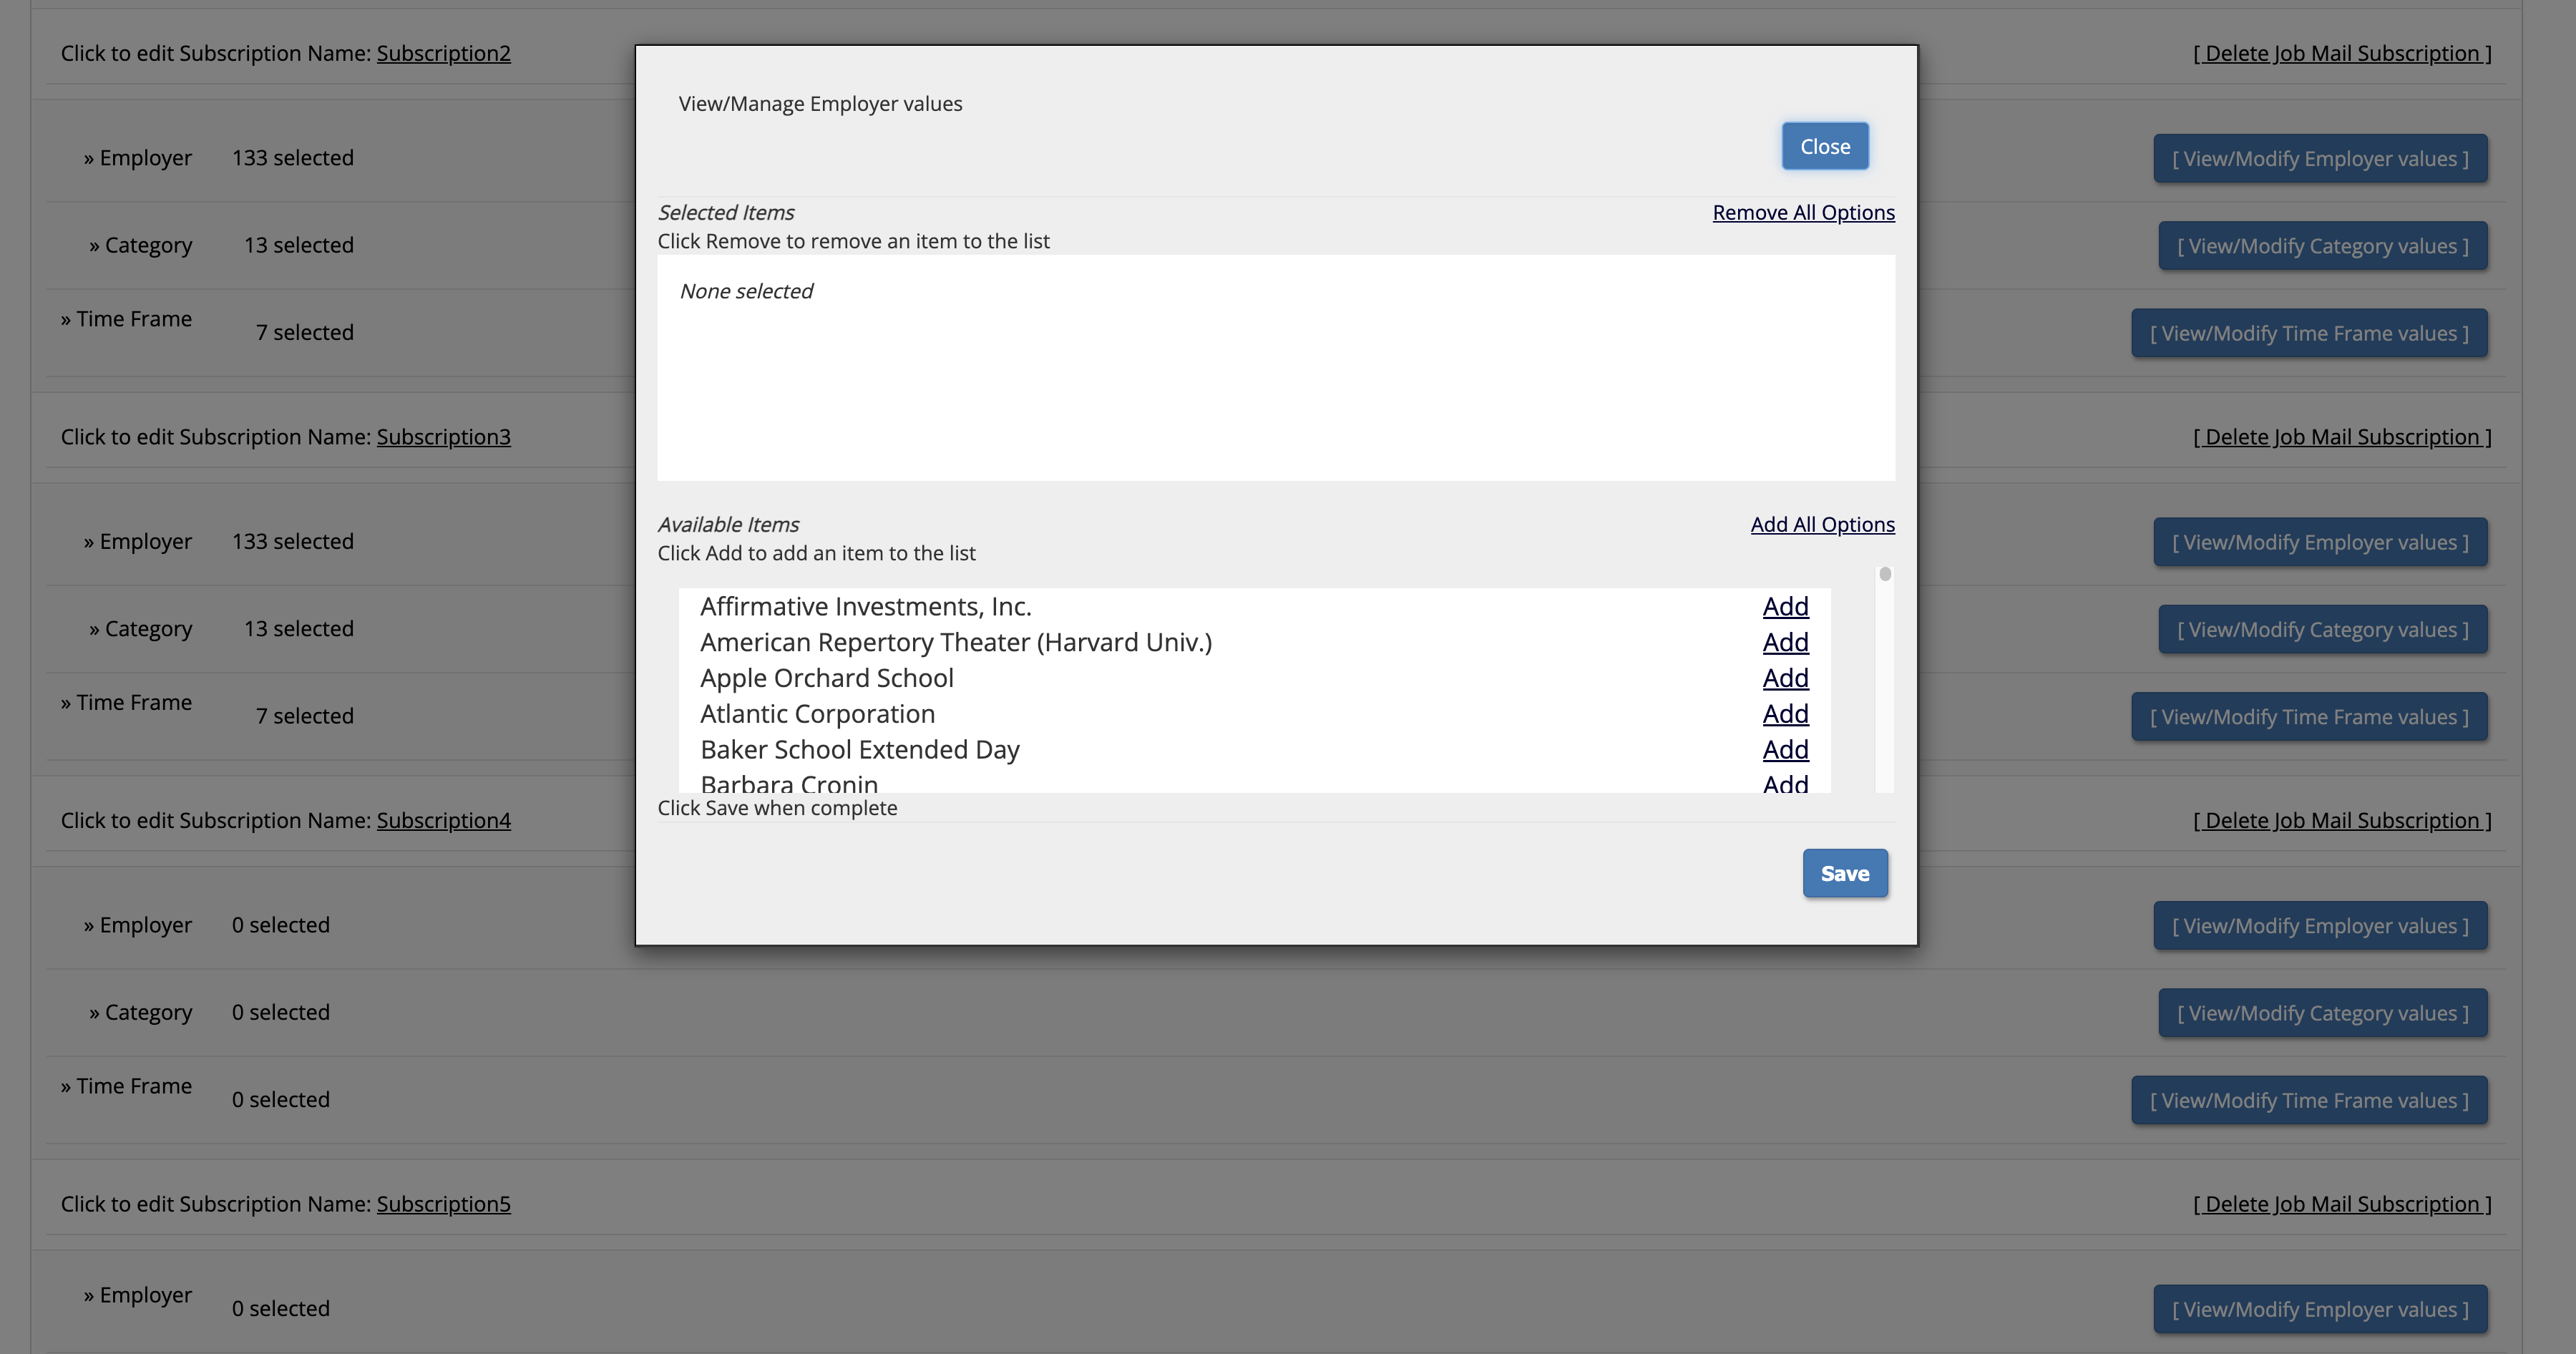 Click to edit Subscription Name: Subscription2
[ Delete Job Mail Subscription ]
» Employer 133 selected
[ View/Modify Employer values ]
» Category 13 selected
[ View/Modify Category values ]
» Time Frame 7 selected
[ View/Modify Time Frame values ]
Click to edit Subscription Name: Subscription3
[ Delete Job Mail Subscription ]
» Employer 133 selected
[ View/Modify Employer values ]
» Category 13 selected
[ View/Modify Category values ]
» Time Frame 7 selected
[ View/Modify Time Frame values ]
Click to edit Subscription Name: Subscription4
[ Delete Job Mail Subscription ]
» Employer 0 selected
[ View/Modify Employer values ]
» Category 0 selected
[ View/Modify Category values ]
» Time Frame 0 selected
[ View/Modify Time Frame values ]
Click to edit Subscription Name: Subscription5
[ Delete Job Mail Subscription ]
» Employer 0 selected
[ View/Modify Employer values ]
View/Manage Employer values
Close
Selected Items Remove All Options
Click Remove to remove an item to the list
None selected
Available Items Add All Options
Click Add to add an item to the list
Affirmative Investments, Inc. Add
American Repertory Theater (Harvard Univ.) Add
Apple Orchard School Add
Atlantic Corporation Add
Baker School Extended Day Add
Barbara Cronin Add
Click Save when complete
Save